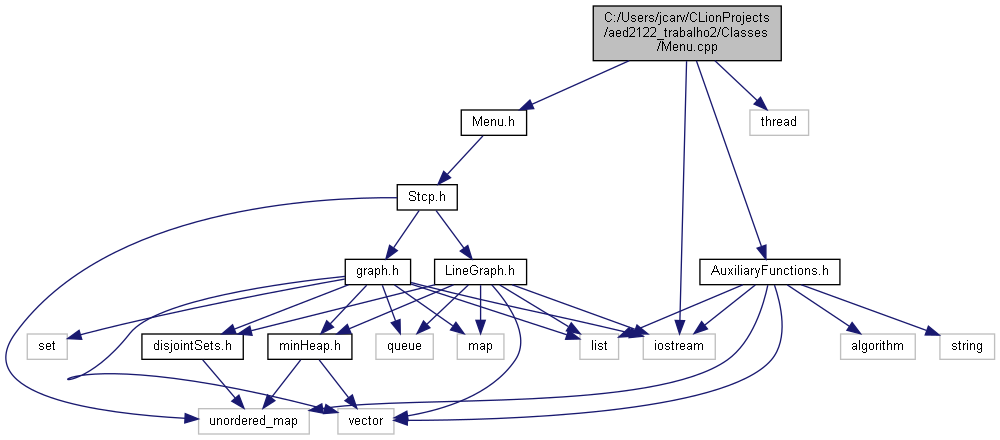 C:/Users/jcarv/CLionProjects
/aed2122_trabalho2/Classes
/Menu.cpp
Menu.h
thread
Stcp.h
graph.h
LineGraph.h
AuxiliaryFunctions.h
set
disjointSets.h
minHeap.h
queue
map
list
iostream
algorithm
string
unordered_map
vector